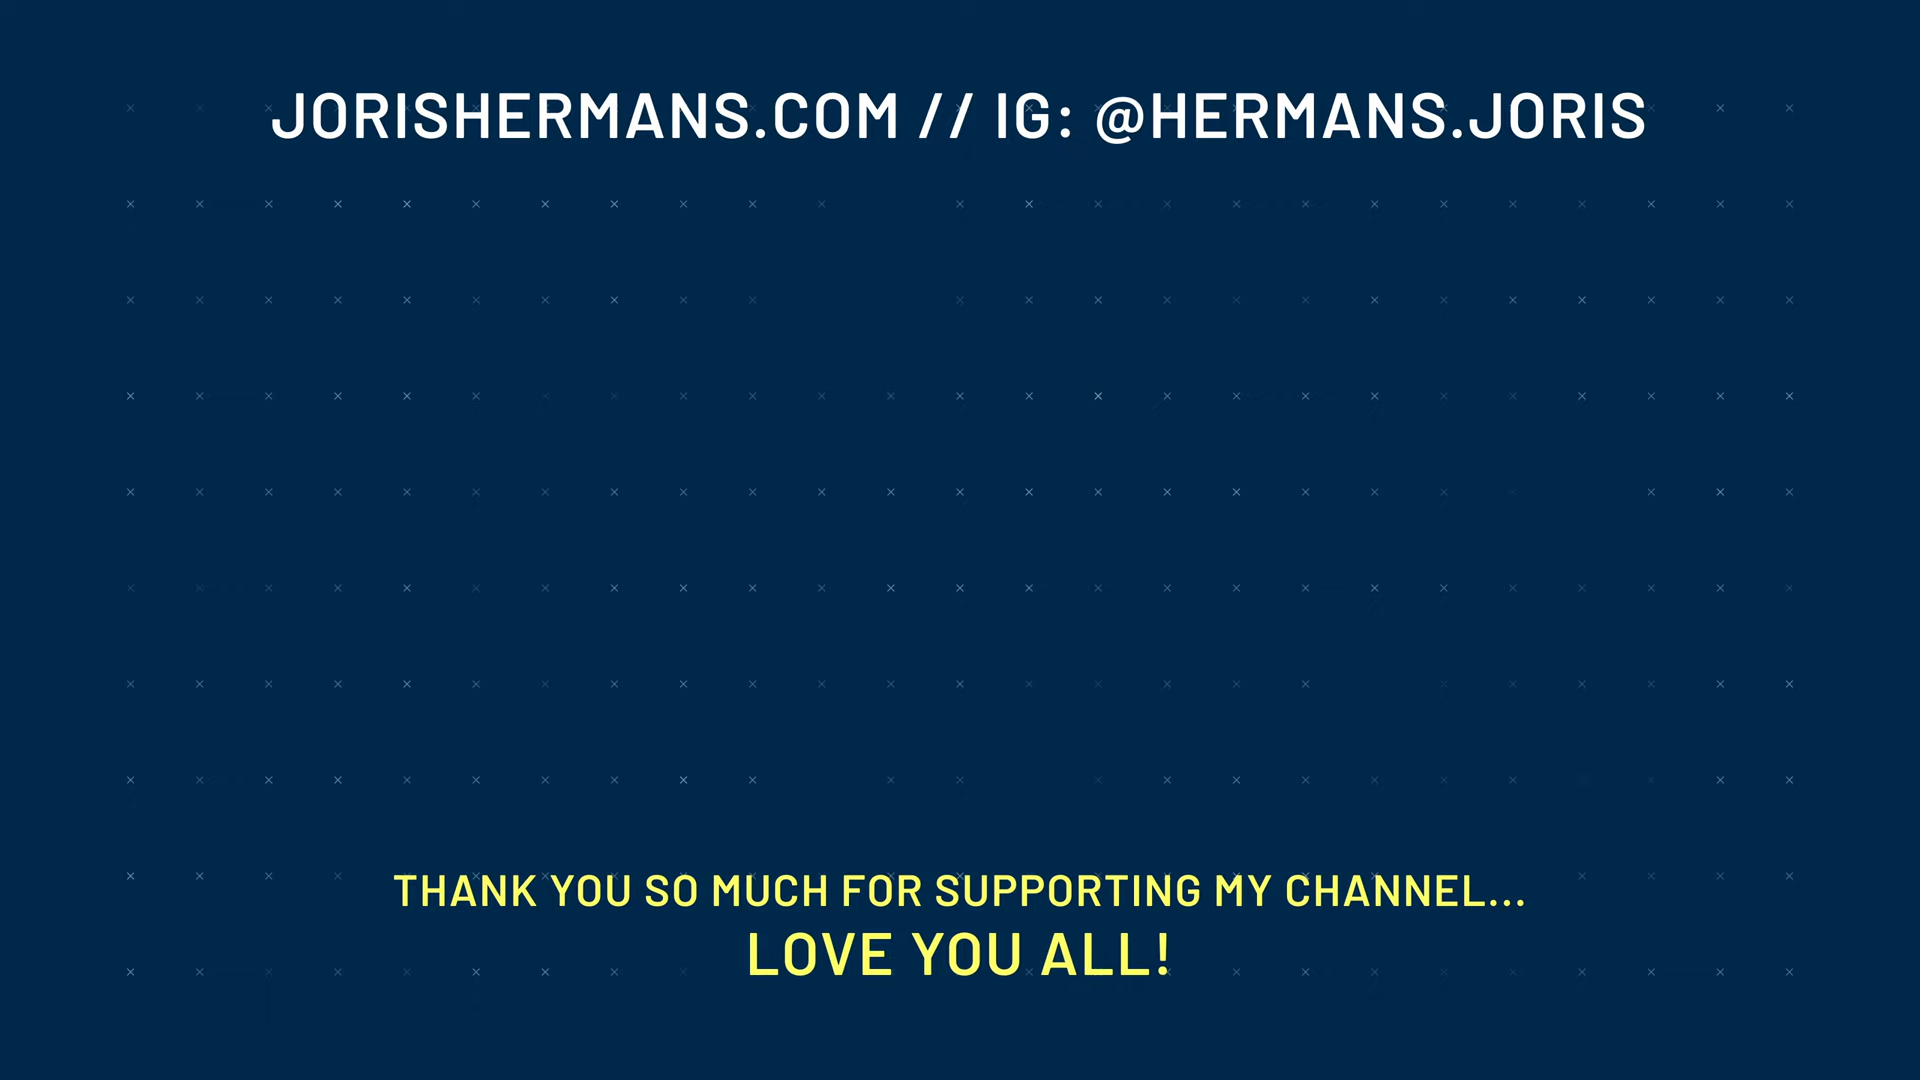 JORISHERMANS.COM // IG: @HERMANS.JORIS
THANK YOU SO MUCH FOR SUPPORTING MY CHANNEL...
LOVE YOU ALL!